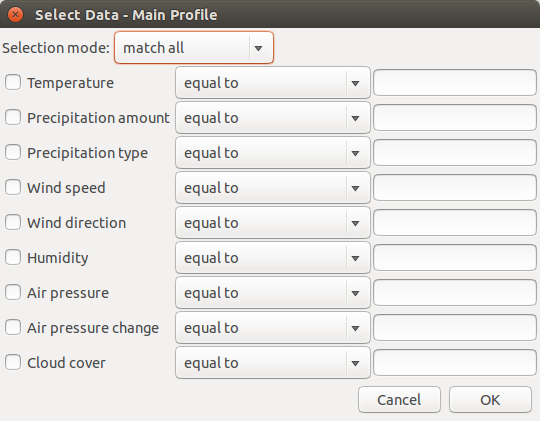 Select Data - Main Profile
Selection mode: match all
Temperature equal to
Precipitation amount equal to
Precipitation type equal to
Wind speed equal to
Wind direction equal to
Humidity equal to
Air pressure equal to
Air pressure change equal to
Cloud cover equal to
Cancel OK